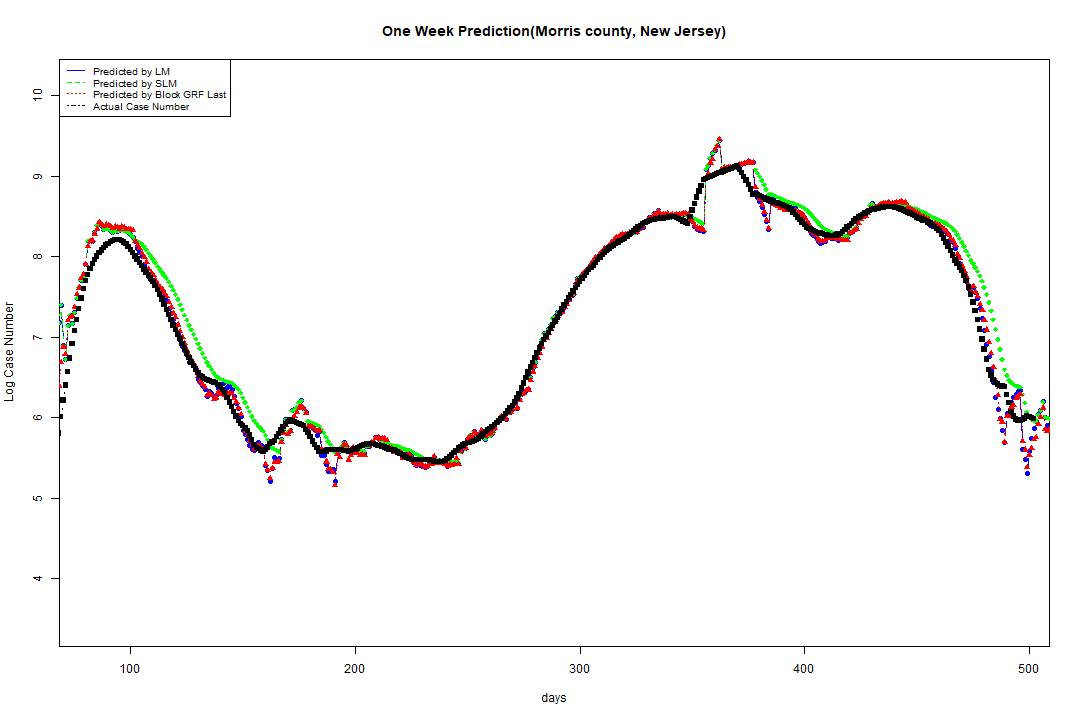 One Week Prediction(Morris county, New Jersey)
Predicted by LM
Predicted by SLM
Predicted by Block GRF Last
Actual Case Number
Log Case Number
10
9
8
7
6
5
4
100 200 300 400 500
days